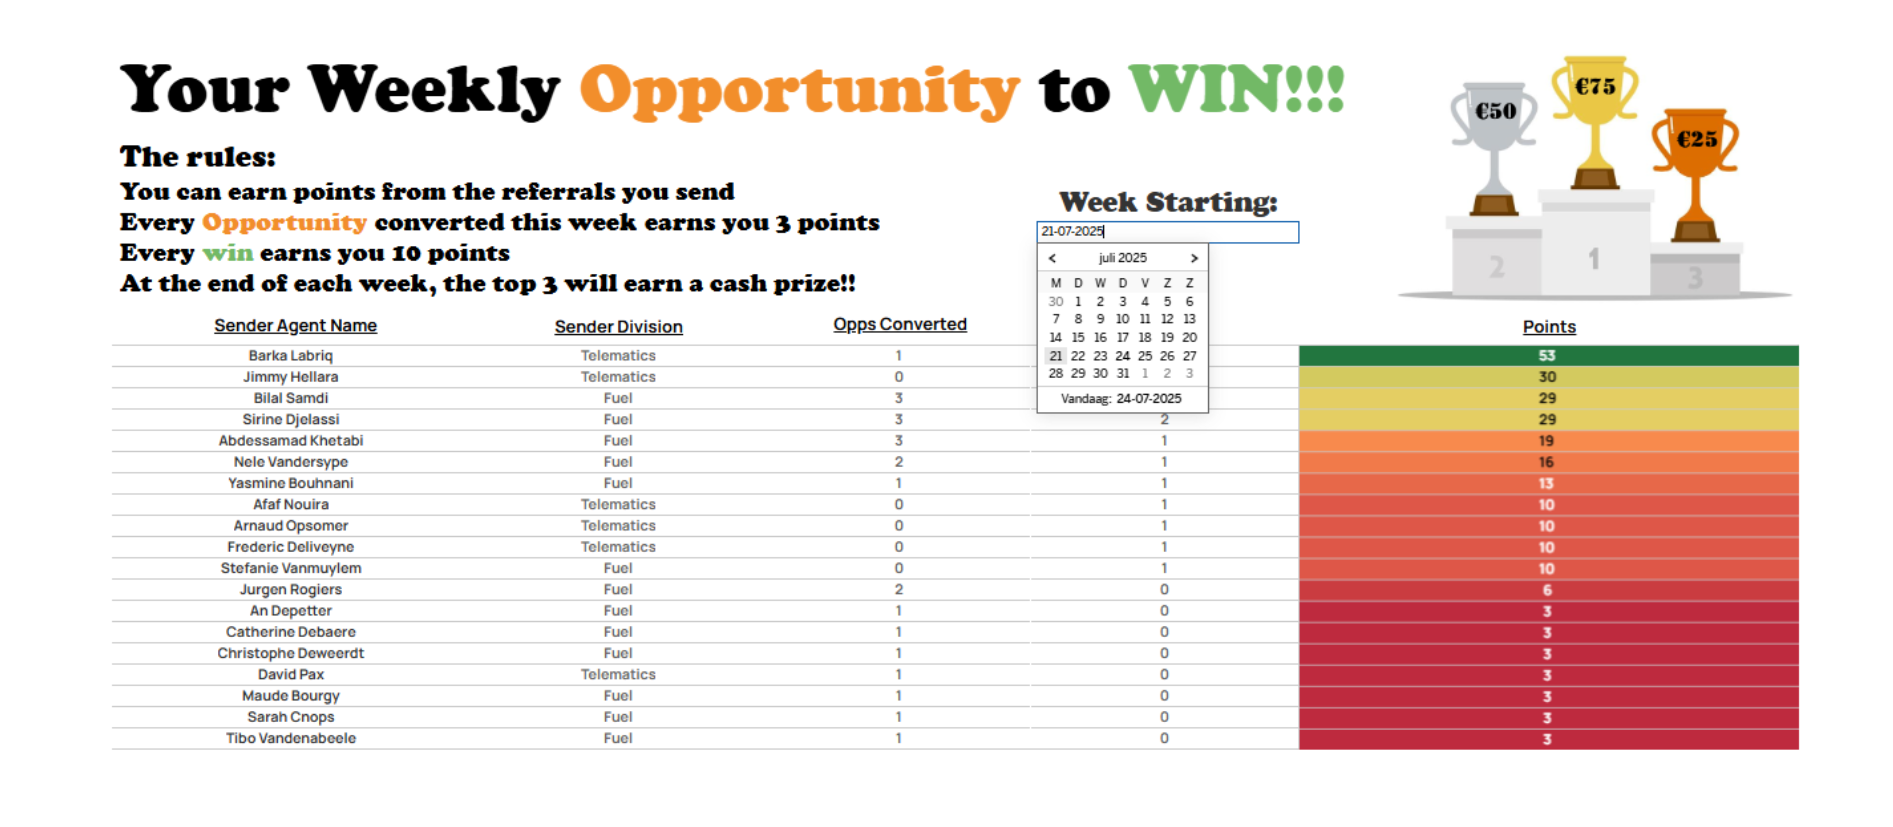 Your Weekly Opportunity to WIN!!!
€50
€75
€25
2
1
3
The rules:
You can earn points from the referrals you send
Every Opportunity converted this week earns you 3 points
Every win earns you 10 points
At the end of each week, the top 3 will earn a cash prize!!
Week Starting:
21-07-2025
< juli 2025 >
M D W D V Z Z
30 1 2 3 4 5 6
7 8 9 10 11 12 13
14 15 16 17 18 19 20
21 22 23 24 25 26 27
28 29 30 31 1 2 3
Vandaag: 24-07-2025
Sender Agent Name Sender Division Opps Converted Points
Barka Labriq Telematics 1 53
Jimmy Hellara Telematics 0 30
Bilal Samdi Fuel 3 29
Sirine Djelassi Fuel 3 2 29
Abdessamad Khetabi Fuel 3 1 19
Nele Vandersype Fuel 2 1 16
Yasmine Bouhnani Fuel 1 1 13
Afaf Nouira Telematics 0 1 10
Arnaud Opsomer Telematics 0 1 10
Frederic Deliveyne Telematics 0 1 10
Stefanie Vanmuylem Fuel 0 1 10
Jurgen Rogiers Fuel 2 0 6
An Depetter Fuel 1 0 3
Catherine Debaere Fuel 1 0 3
Christophe Deweerdt Fuel 1 0 3
David Pax Telematics 1 0 3
Maude Bourgy Fuel 1 0 3
Sarah Cnops Fuel 1 0 3
Tibo Vandenabeele Fuel 1 0 3